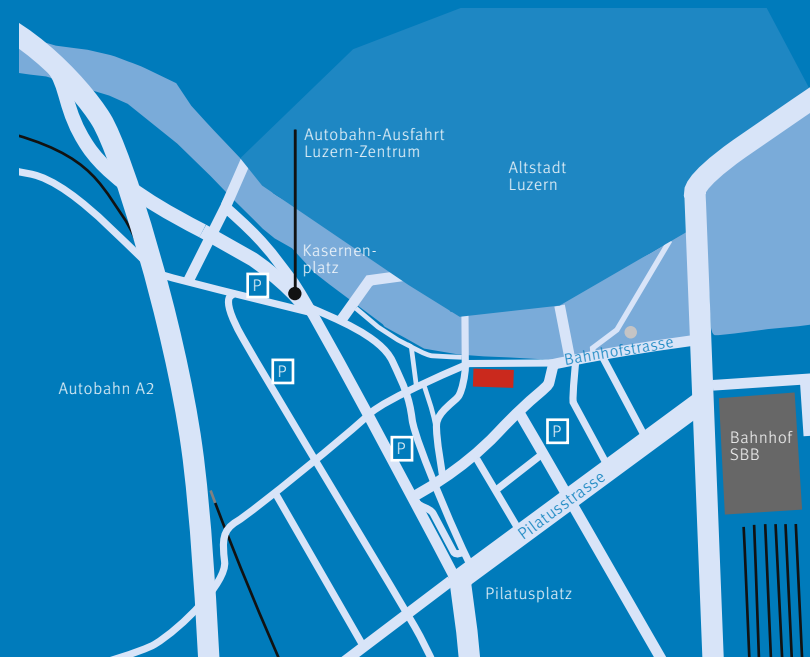 Autobahn-Ausfahrt
Luzern-Zentrum
Altstadt
Luzern
Kasernen-
platz
P
Bahnhofstrasse
P
Autobahn A2
P
P
Bahnhof
SBB
Pilatusstrasse
Pilatusplatz